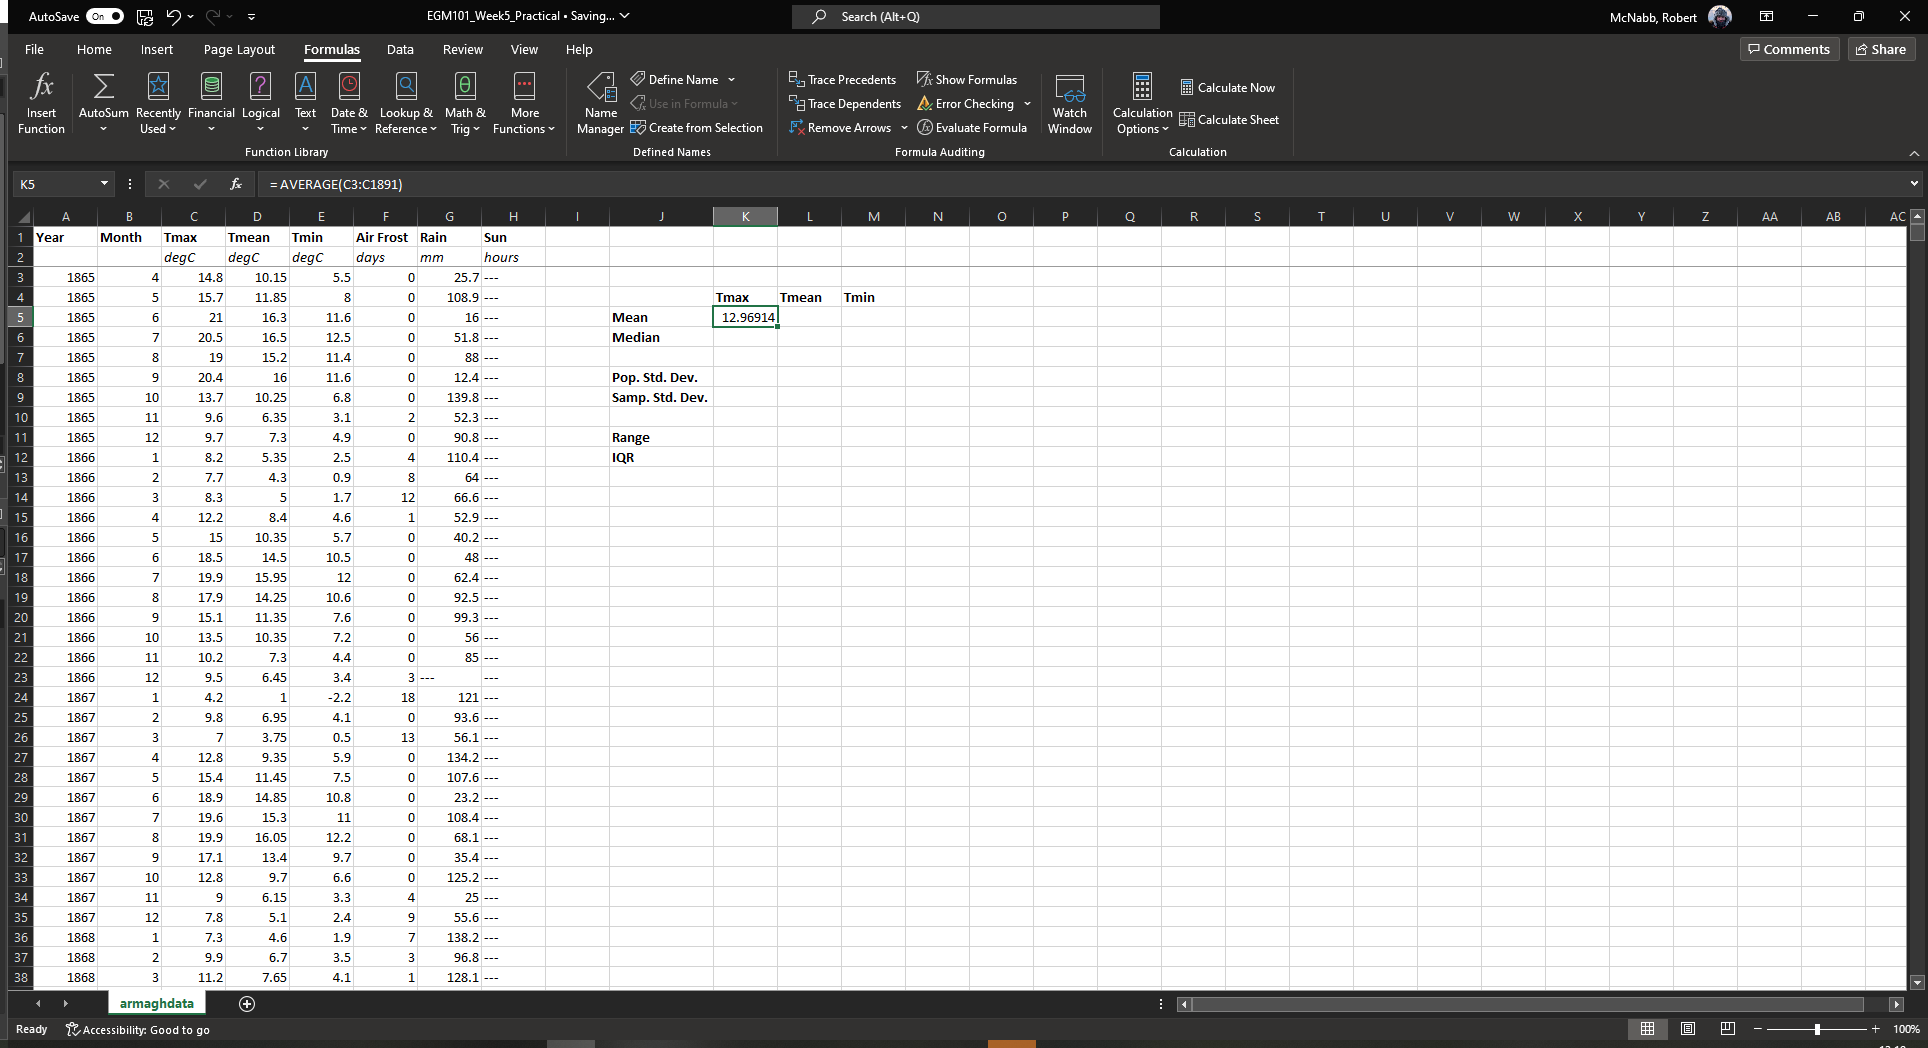 AutoSave On EGM101_Week5_Practical • Saving... Search (Alt+Q) McNabb, Robert
File Home Insert Page Layout Formulas Data Review View Help Comments Share
Insert Function AutoSum Recently Used Financial Logical Text Date & Time Lookup & Reference Math & Trig More Functions
Function Library
Name Manager Define Name Use in Formula Create from Selection
Defined Names
Trace Precedents Trace Dependents Remove Arrows Show Formulas Error Checking Evaluate Formula
Formula Auditing
Watch Window
Calculation Options Calculate Now Calculate Sheet
Calculation
K5 fx =AVERAGE(C3:C1891)
A B C D E F G H I J K L M N O P Q R S T U V W X Y Z AA AB AC
1 Year Month Tmax Tmean Tmin Air Frost Rain Sun
2 degC degC degC days mm hours
3 1865 4 14.8 10.15 5.5 0 25.7 ---
4 1865 5 15.7 11.85 8 0 108.9 --- Tmax Tmean Tmin
5 1865 6 21 16.3 11.6 0 16 --- Mean 12.96914
6 1865 7 20.5 16.5 12.5 0 51.8 --- Median
7 1865 8 19 15.2 11.4 0 88 ---
8 1865 9 20.4 16 11.6 0 12.4 --- Pop. Std. Dev.
9 1865 10 13.7 10.25 6.8 0 139.8 --- Samp. Std. Dev.
10 1865 11 9.6 6.35 3.1 2 52.3 ---
11 1865 12 9.7 7.3 4.9 0 90.8 --- Range
12 1866 1 8.2 5.35 2.5 4 110.4 --- IQR
13 1866 2 7.7 4.3 0.9 8 64 ---
14 1866 3 8.3 5 1.7 12 66.6 ---
15 1866 4 12.2 8.4 4.6 1 52.9 ---
16 1866 5 15 10.35 5.7 0 40.2 ---
17 1866 6 18.5 14.5 10.5 0 48 ---
18 1866 7 19.9 15.95 12 0 62.4 ---
19 1866 8 17.9 14.25 10.6 0 92.5 ---
20 1866 9 15.1 11.35 7.6 0 99.3 ---
21 1866 10 13.5 10.35 7.2 0 56 ---
22 1866 11 10.2 7.3 4.4 0 85 ---
23 1866 12 9.5 6.45 3.4 3 --- ---
24 1867 1 4.2 1 -2.2 18 121 ---
25 1867 2 9.8 6.95 4.1 0 93.6 ---
26 1867 3 7 3.75 0.5 13 56.1 ---
27 1867 4 12.8 9.35 5.9 0 134.2 ---
28 1867 5 15.4 11.45 7.5 0 107.6 ---
29 1867 6 18.9 14.85 10.8 0 23.2 ---
30 1867 7 19.6 15.3 11 0 108.4 ---
31 1867 8 19.9 16.05 12.2 0 68.1 ---
32 1867 9 17.1 13.4 9.7 0 35.4 ---
33 1867 10 12.8 9.7 6.6 0 125.2 ---
34 1867 11 9 6.15 3.3 4 25 ---
35 1867 12 7.8 5.1 2.4 9 55.6 ---
36 1868 1 7.3 4.6 1.9 7 138.2 ---
37 1868 2 9.9 6.7 3.5 3 96.8 ---
38 1868 3 11.2 7.65 4.1 1 128.1 ---
armaghdata
Ready Accessibility: Good to go 100%